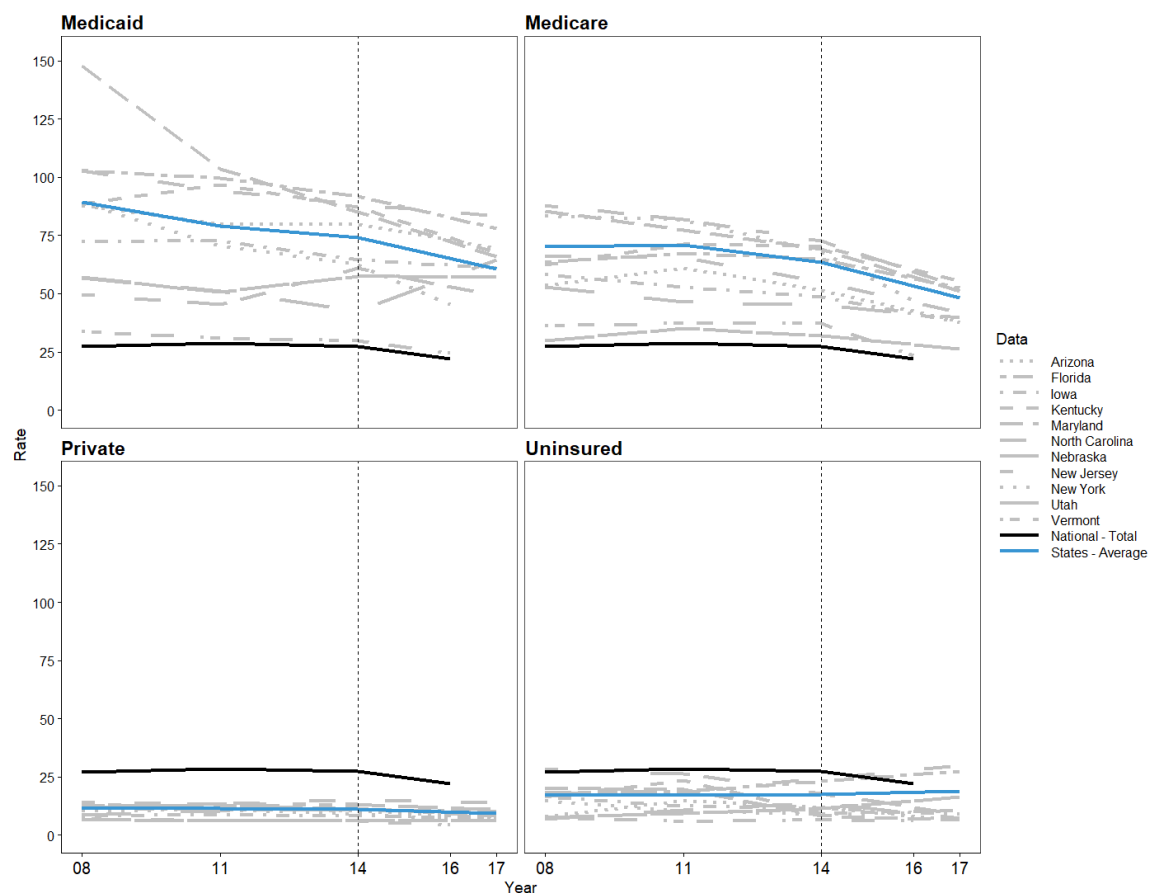 Medicaid
Medicare
150
125
100
75
50
25
0
Private
Uninsured
150
125
100
75
50
25
0
08
11
14
16
17
08
11
14
16
17
Rate
Year
Data
Arizona
Florida
Iowa
Kentucky
Maryland
North Carolina
Nebraska
New Jersey
New York
Utah
Vermont
National - Total
States - Average